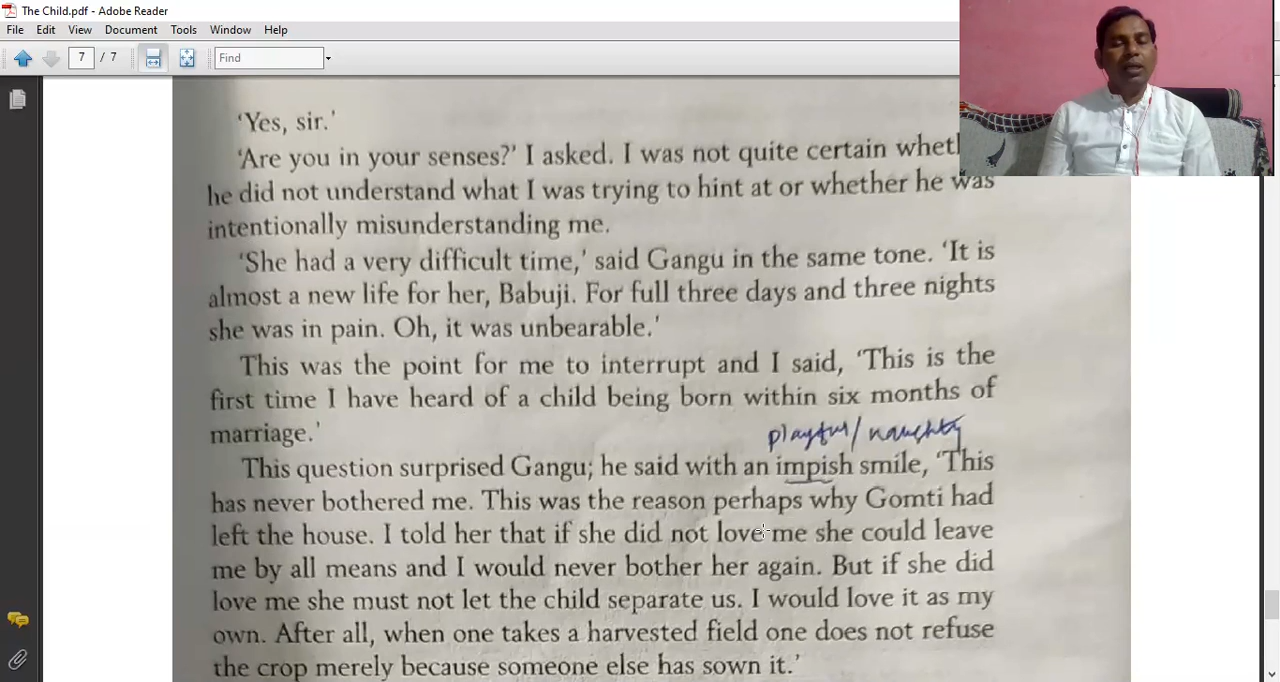 The Child.pdf - Adobe Reader
File Edit View Document Tools Window Help
7 / 7 Find
‘Yes, sir.’
‘Are you in your senses?’ I asked. I was not quite certain
he did not understand what I was trying to hint at or whether he was
intentionally misunderstanding me.
‘She had a very difficult time,’ said Gangu in the same tone. ‘It is
almost a new life for her, Babuji. For full three days and three nights
she was in pain. Oh, it was unbearable.’
This was the point for me to interrupt and I said, ‘This is the
first time I have heard of a child being born within six months of
marriage.’
playful/ naughty
This question surprised Gangu; he said with an impish smile, ‘This
has never bothered me. This was the reason perhaps why Gomti had
left the house. I told her that if she did not love me she could leave
me by all means and I would never bother her again. But if she did
love me she must not let the child separate us. I would love it as my
own. After all, when one takes a harvested field one does not refuse
the crop merely because someone else has sown it.’